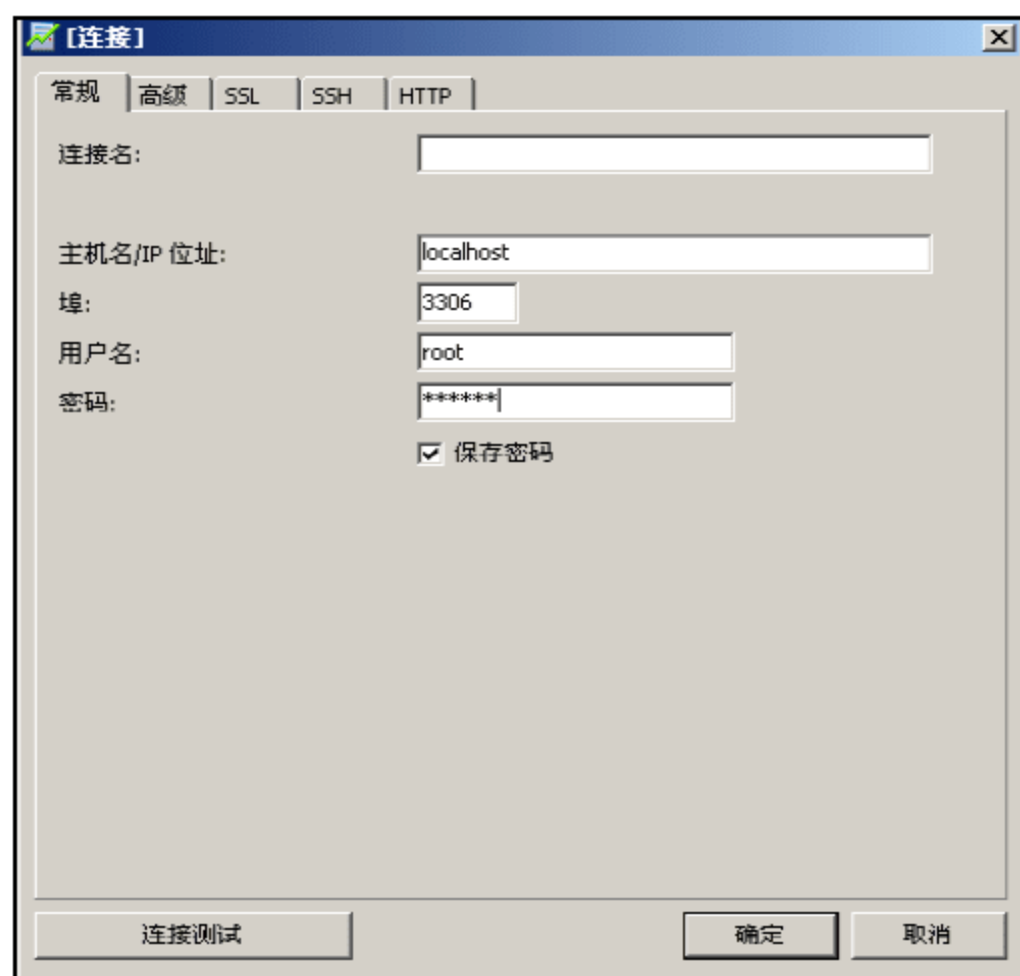 [连接]
常规 高级 SSL SSH HTTP
连接名:
主机名/IP 位址: localhost
埠: 3306
用户名: root
密码: ******
保存密码
连接测试 确定 取消